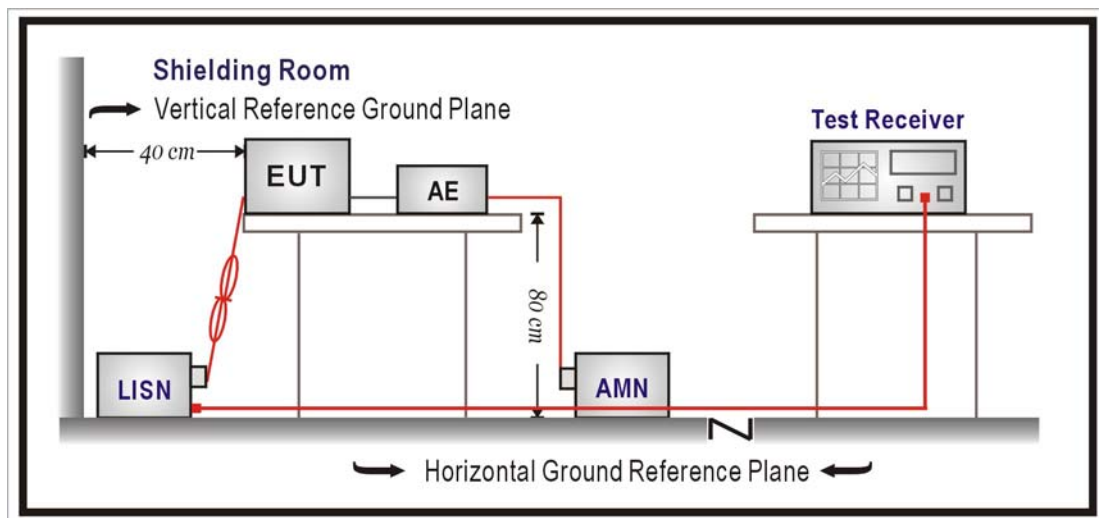 Shielding Room
Vertical Reference Ground Plane
40 cm
EUT
AE
Test Receiver
80 cm
LISN
AMN
Horizontal Ground Reference Plane